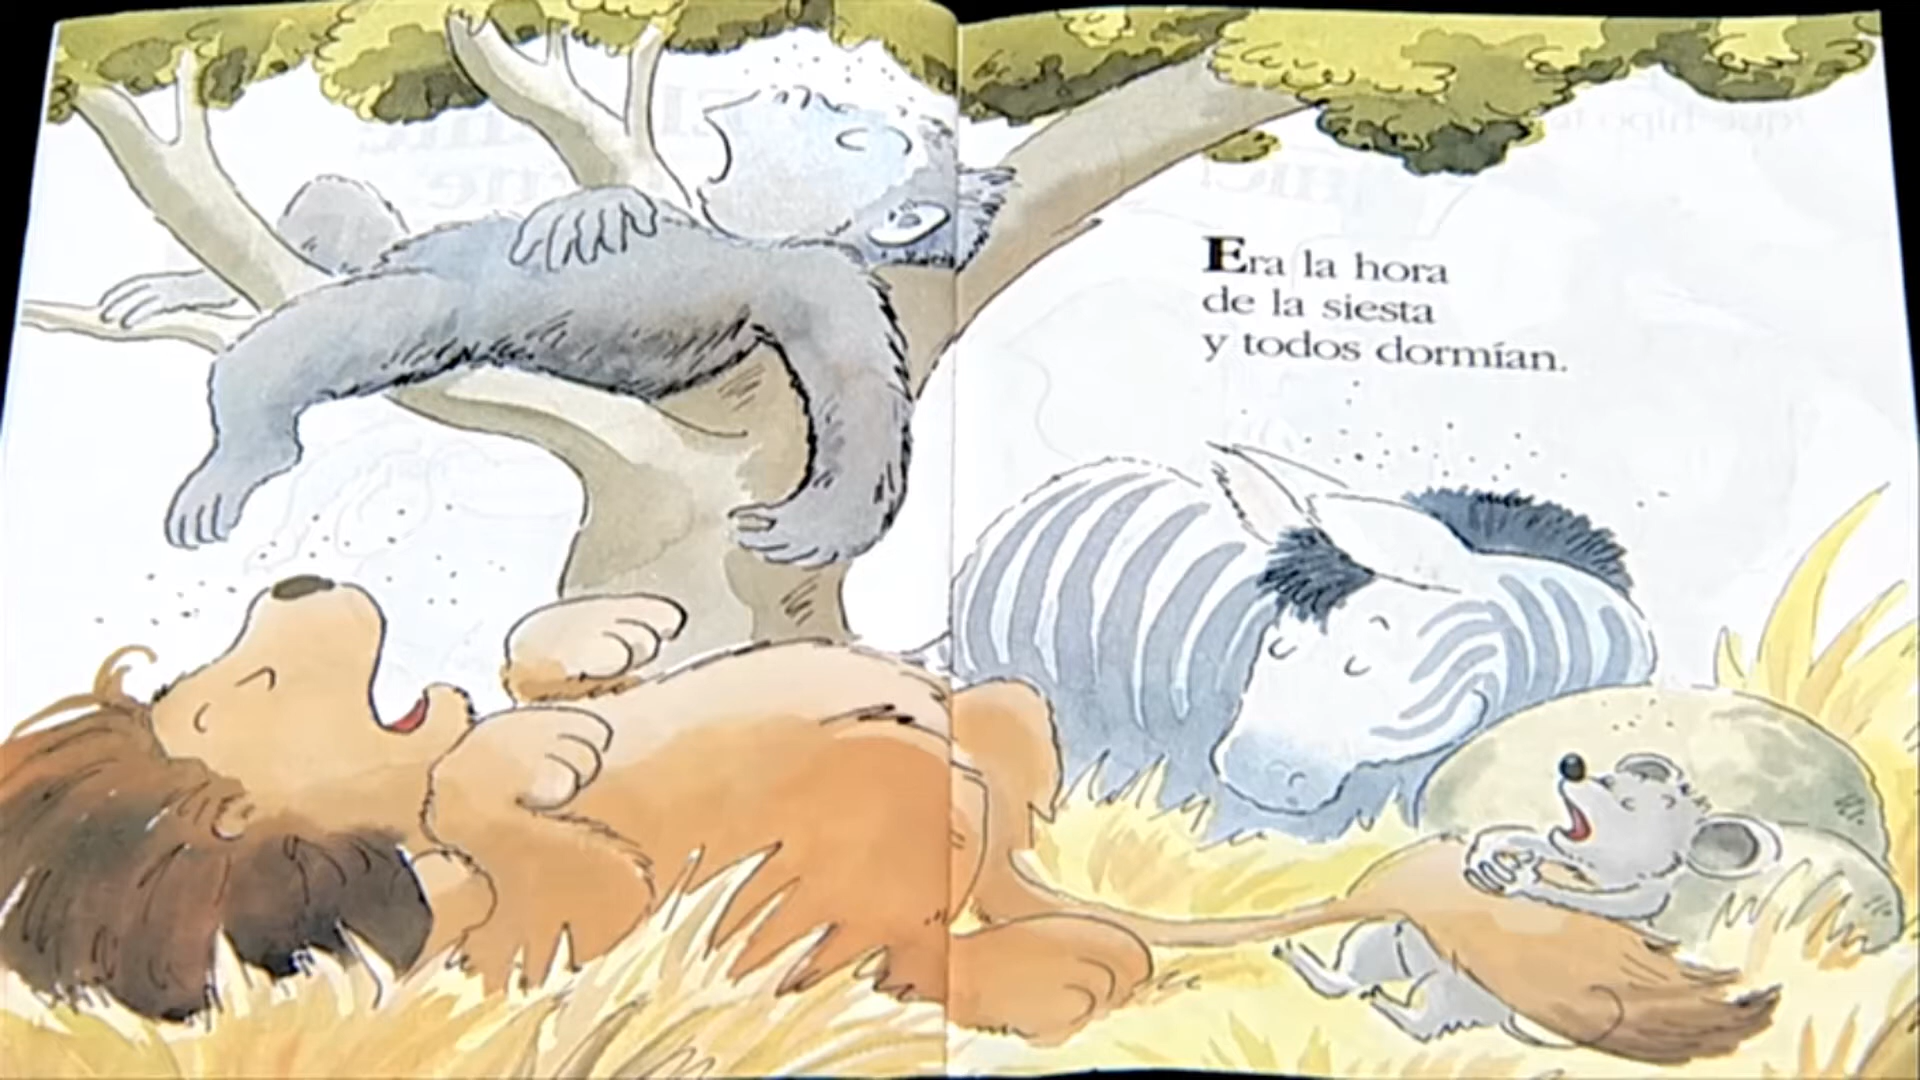 Era la hora
de la siesta
y todos dormían.